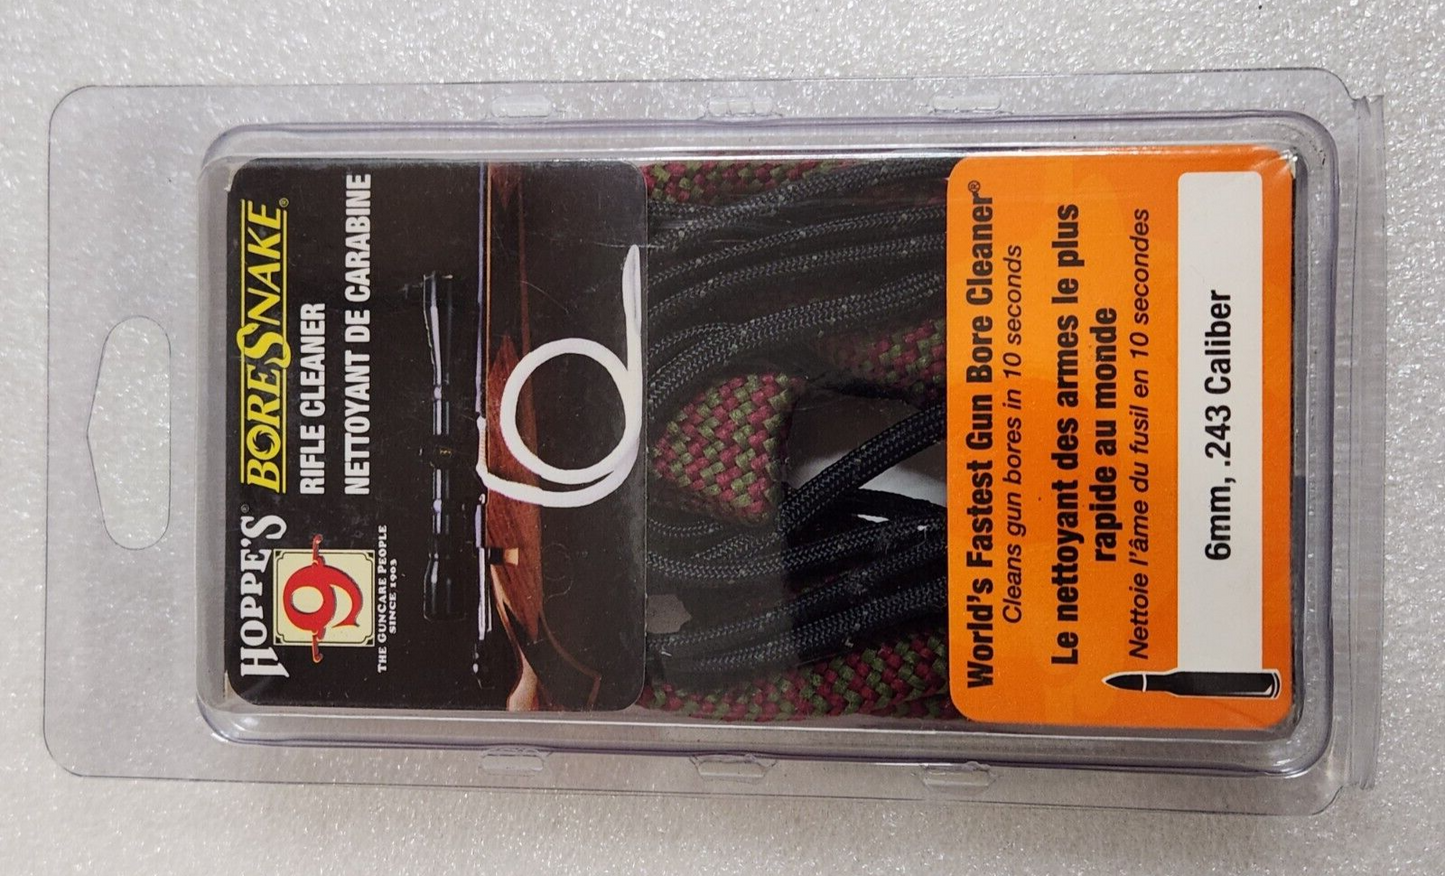 HOPPE'S® BORESNAKE®
9
THE GUNCARE PEOPLE
SINCE 1903
RIFLE CLEANER
NETTOYANT DE CARABINE
World's Fastest Gun Bore Cleaner®
Cleans gun bores in 10 seconds
Le nettoyant des armes le plus
rapide au monde
Nettoie l'âme du fusil en 10 secondes
6mm, .243 Caliber